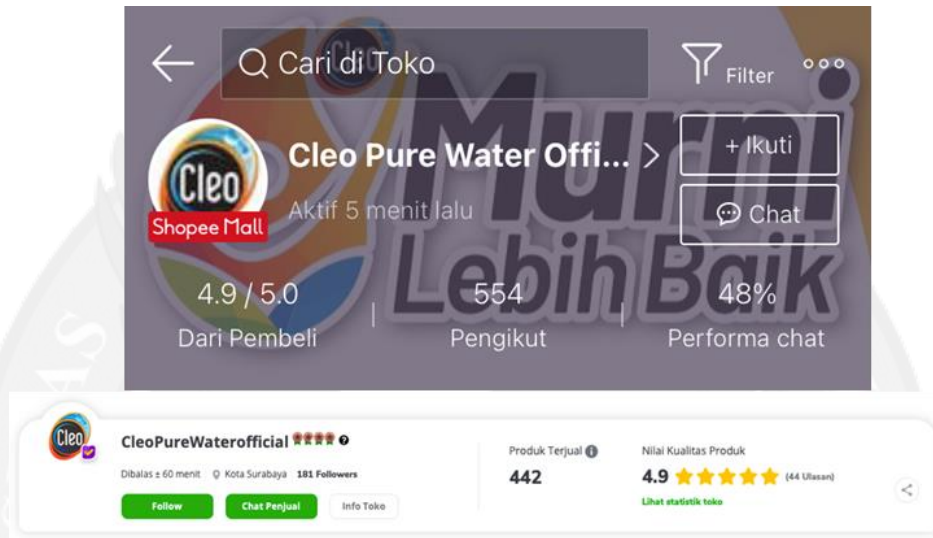 Cari di Toko
Filter
Cleo
Murni
Lebih Baik
Cleo
Shopee Mall
Cleo Pure Water Offi...
Aktif 5 menit lalu
+ Ikuti
Chat
4.9 / 5.0
Dari Pembeli
554
Pengikut
48%
Performa chat
AS
Cleo
CleoPureWaterofficial
Dibalas ± 60 menit Kota Surabaya 181 Followers
Follow Chat Penjual Info Toko
Produk Terjual
442
Nilai Kualitas Produk
4.9 (44 Ulasan)
Lihat statistik toko